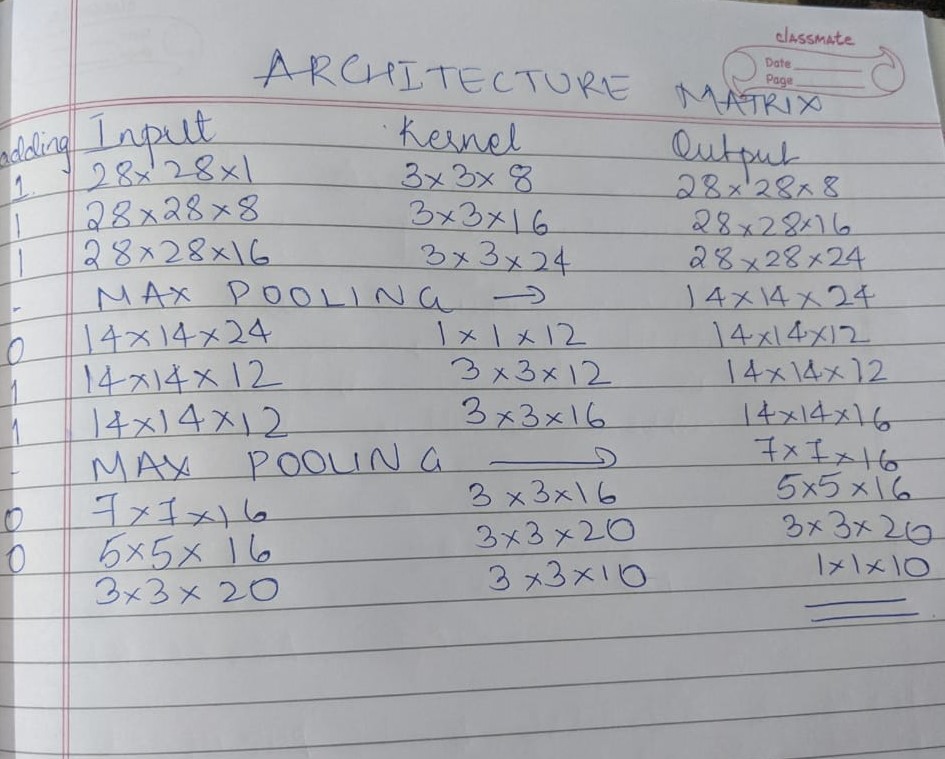 classmate
Date
Page
ARCHITECTURE MATRIX
adding Input Kernel Output
1. 28x28x1 3x3x8 28x28x8
1 28x28x8 3x3x16 28x28x16
1 28x28x16 3x3x24 28x28x24
- MAX POOLING → 14x14x24
0 14x14x24 1x1x12 14x14x12
1 14x14x12 3x3x12 14x14x12
1 14x14x12 3x3x16 14x14x16
- MAX POOLING → 7x7x16
0 7x7x16 3x3x16 5x5x16
0 5x5x16 3x3x20 3x3x20
3x3x20 3x3x10 1x1x10